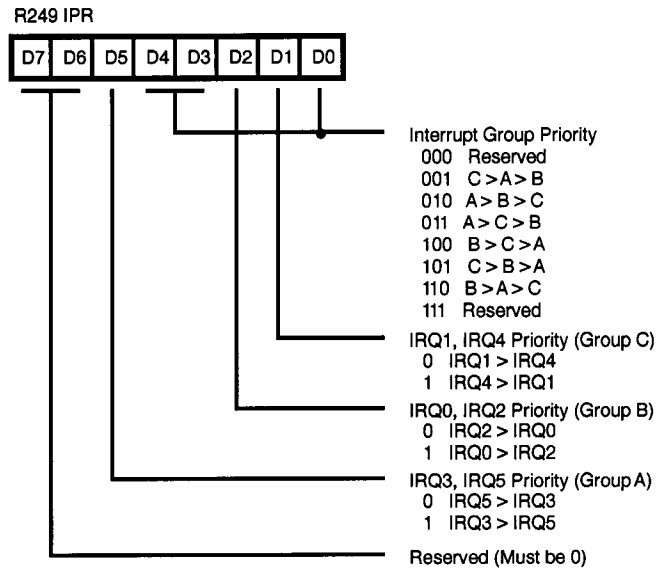 R249 IPR
D7 D6 D5 D4 D3 D2 D1 D0
Interrupt Group Priority
000 Reserved
001 C > A > B
010 A > B > C
011 A > C > B
100 B > C > A
101 C > B > A
110 B > A > C
111 Reserved
IRQ1, IRQ4 Priority (Group C)
0 IRQ1 > IRQ4
1 IRQ4 > IRQ1
IRQ0, IRQ2 Priority (Group B)
0 IRQ2 > IRQ0
1 IRQ0 > IRQ2
IRQ3, IRQ5 Priority (Group A)
0 IRQ5 > IRQ3
1 IRQ3 > IRQ5
Reserved (Must be 0)